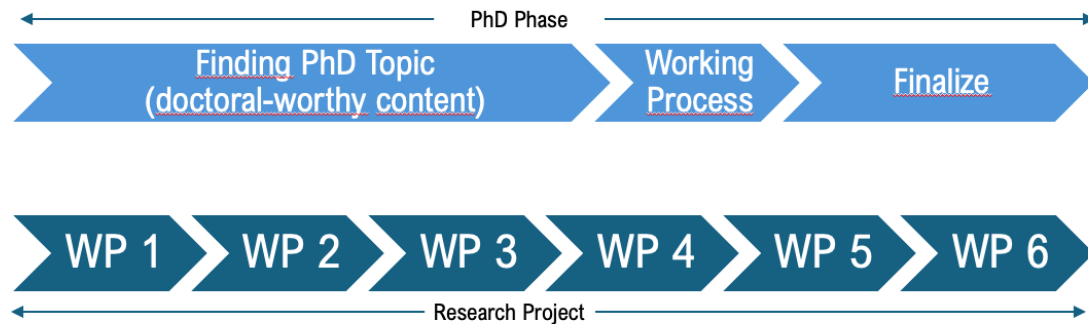 PhD Phase
Finding PhD Topic
(doctoral-worthy content)
Working
Process
Finalize
WP 1
WP 2
WP 3
WP 4
WP 5
WP 6
Research Project